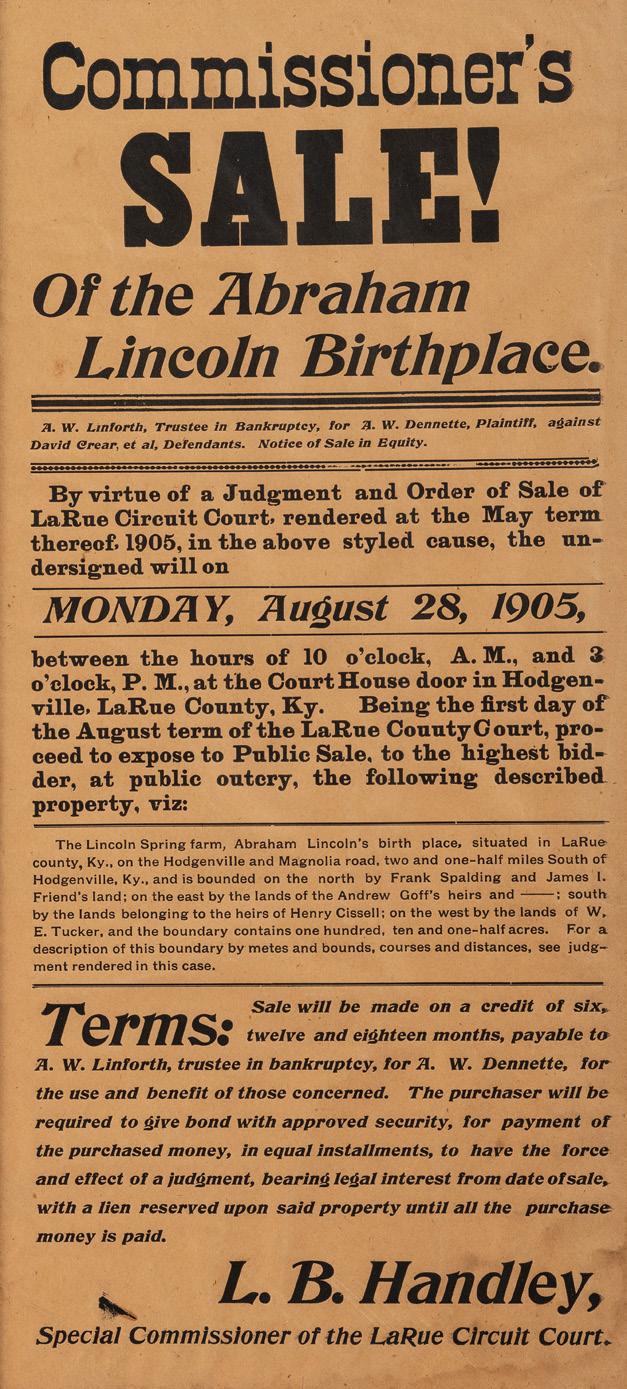 Commissioner's
SALE!
Of the Abraham
Lincoln Birthplace.
A. W. Linforth, Trustee in Bankruptcy, for A. W. Dennette, Plaintiff, against
David Crear, et al, Defendants. Notice of Sale in Equity.
By virtue of a Judgment and Order of Sale of
LaRue Circuit Court, rendered at the May term
thereof, 1905, in the above styled cause, the un-
dersigned will on
MONDAY, August 28, 1905,
between the hours of 10 o'clock, A. M., and 3
o'clock, P. M., at the Court House door in Hodgen-
ville, LaRue County, Ky. Being the first day of
the August term of the LaRue County Court, pro-
ceed to expose to Public Sale, to the highest bid-
der, at public outcry, the following described
property, viz:
The Lincoln Spring farm, Abraham Lincoln's birth place, situated in LaRue
county, Ky., on the Hodgenville and Magnolia road, two and one-half miles South of
Hodgenville, Ky., and is bounded on the north by Frank Spalding and James I.
Friend's land; on the east by the lands of the Andrew Goff's heirs and ——; south
by the lands belonging to the heirs of Henry Cissell; on the west by the lands of W.
E. Tucker, and the boundary contains one hundred, ten and one-half acres. For a
description of this boundary by metes and bounds, courses and distances, see judg-
ment rendered in this case.
Terms: Sale will be made on a credit of six,
twelve and eighteen months, payable to
A. W. Linforth, trustee in bankruptcy, for A. W. Dennette, for
the use and benefit of those concerned. The purchaser will be
required to give bond with approved security, for payment of
the purchased money, in equal installments, to have the force
and effect of a judgment, bearing legal interest from date of sale,
with a lien reserved upon said property until all the purchase
money is paid.
L. B. Handley,
Special Commissioner of the LaRue Circuit Court.